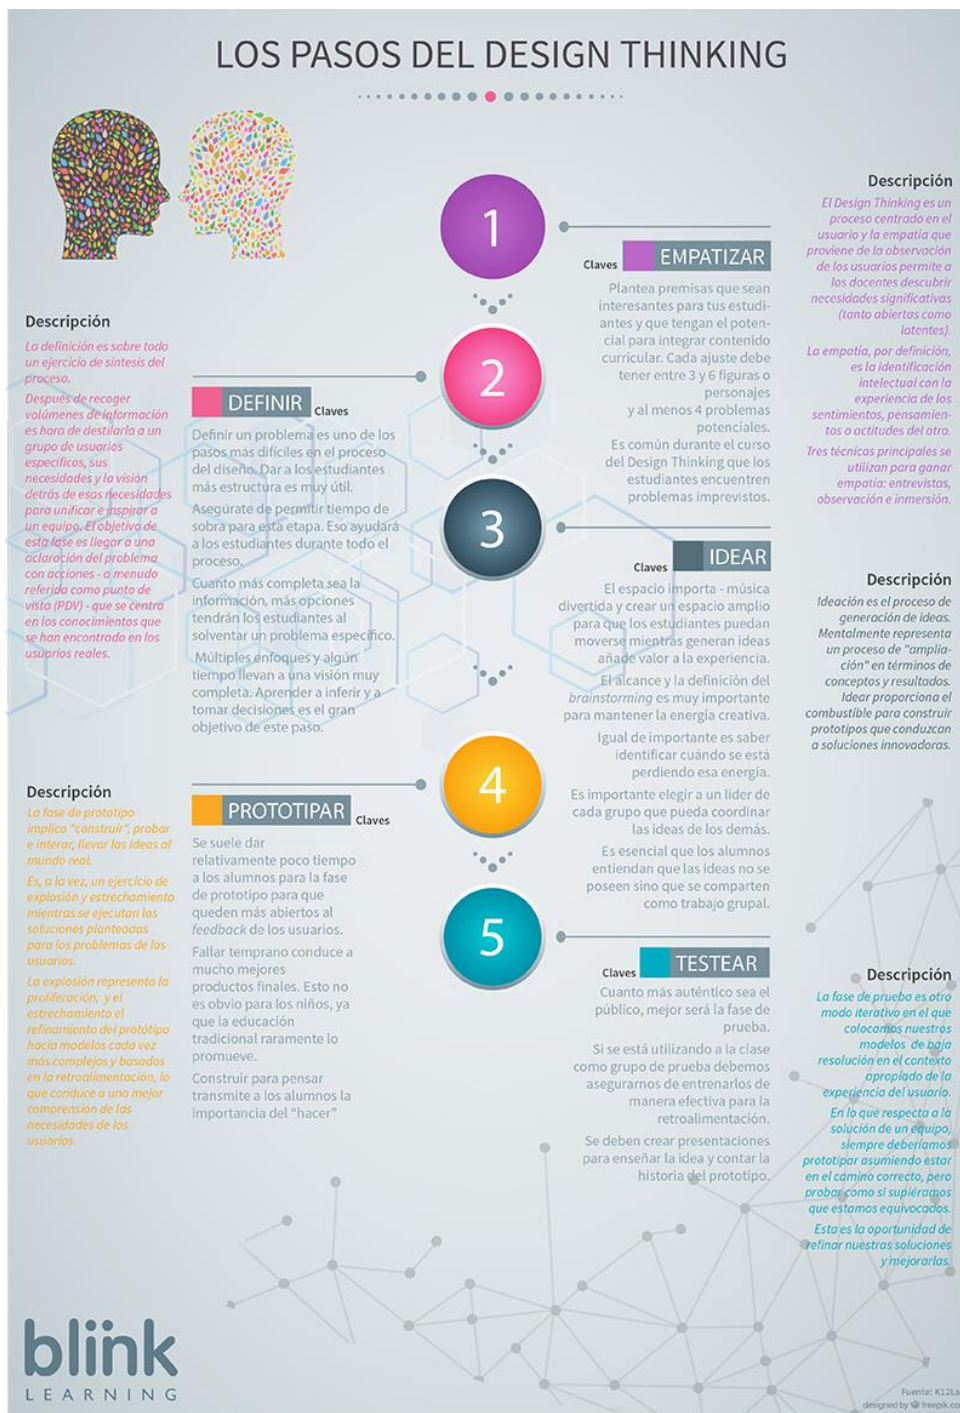 LOS PASOS DEL DESIGN THINKING
1
Claves
EMPATIZAR
Plantea premisas que sean
interesantes para tus estudi-
antes y que tengan el poten-
cial para integrar contenido
curricular. Cada ajuste debe
tener entre 3 y 6 figuras o
personajes
y al menos 4 problemas
potenciales.
Es común durante el curso
del Design Thinking que los
estudiantes encuentren
problemas imprevistos.
Descripción
El Design Thinking es un
proceso centrado en el
usuario y la empatía que
proviene de la observación
de los usuarios permite a
los docentes descubrir
necesidades significativas
(tanto abiertas como
latentes).
La empatía, por definición,
es la identificación
intelectual con la
experiencia de los
sentimientos, pensamien-
tos o actitudes del otro.
Tres técnicas principales se
utilizan para ganar
empatía: entrevistas,
observación e inmersión.
2
Descripción
La definición es sobre todo
un ejercicio de síntesis del
proceso.
Después de recoger
volúmenes de información
es hora de destilarla a un
grupo de usuarios
específicos, sus
necesidades y la visión
detrás de esas necesidades
para unificar e inspirar a
un equipo. El objetivo de
esta fase es llegar a una
aclaración del problema
con acciones - a menudo
referida como punto de
vista (PDV) - que se centra
en los conocimientos que
se han encontrado en los
usuarios reales.
DEFINIR
Claves
Definir un problema es uno de los
pasos más difíciles en el proceso
del diseño. Dar a los estudiantes
más estructura es muy útil.
Asegúrate de permitir tiempo de
sobra para esta etapa. Eso ayudará
a los estudiantes durante todo el
proceso.
Cuanto más completa sea la
información, más opciones
tendrán los estudiantes al
solventar un problema específico.
Múltiples enfoques y algún
tiempo llevan a una visión muy
completa. Aprender a inferir y a
tomar decisiones es el gran
objetivo de este paso.
3
Claves
IDEAR
El espacio importa - música
divertida y crear un espacio amplio
para que los estudiantes puedan
moverse mientras generan ideas
añade valor a la experiencia.
El alcance y la definición del
brainstorming es muy importante
para mantener la energía creativa.
Igual de importante es saber
identificar cuándo se está
perdiendo esa energía.
Es importante elegir a un líder de
cada grupo que pueda coordinar
las ideas de los demás.
Es esencial que los alumnos
entiendan que las ideas no se
poseen sino que se comparten
como trabajo grupal.
Descripción
Ideación es el proceso de
generación de ideas.
Mentalmente representa
un proceso de "amplia-
ción" en términos de
conceptos y resultados.
Idear proporciona el
combustible para construir
prototipos que conduzcan
a soluciones innovadoras.
4
Descripción
La fase de prototipo
implica "construir", probar
e interar, llevar las ideas al
mundo real.
Es, a la vez, un ejercicio de
explosión y estrechamiento
mientras se ejecutan las
soluciones planteadas
para los problemas de los
usuarios.
La explosión representa la
proliferación, y el
estrechamiento el
refinamiento del protótipo
hacía modelos cada vez
más complejos y basados
en la retroalimentación, lo
que conduce a una mejor
comprensión de las
necesidades de los
usuarios.
PROTOTIPAR
Claves
Se suele dar
relativamente poco tiempo
a los alumnos para la fase
de prototipo para que
queden más abiertos al
feedback de los usuarios.
Fallar temprano conduce a
mucho mejores
productos finales. Esto no
es obvio para los niños, ya
que la educación
tradicional raramente lo
promueve.
Construir para pensar
transmite a los alumnos la
importancia del "hacer"
5
Claves
TESTEAR
Cuanto más auténtico sea el
público, mejor será la fase de
prueba.
Si se está utilizando a la clase
como grupo de prueba debemos
asegurarnos de entrenarlos de
manera efectiva para la
retroalimentación.
Se deben crear presentaciones
para enseñar la idea y contar la
historia del prototipo.
Descripción
La fase de prueba es otro
modo iterativo en el que
colocamos nuestros
modelos de baja
resolución en el contexto
apropiado de la
experiencia del usuario.
En lo que respecta a la
solución de un equipo,
siempre deberíamos
prototipar asumiendo estar
en el camino correcto, pero
probar como si supiéramos
que estamos equivocados.
Esta es la oportunidad de
refinar nuestras soluciones
y mejorarlas.
blink
LEARNING
Fuente: K12La
designed by freepik.co